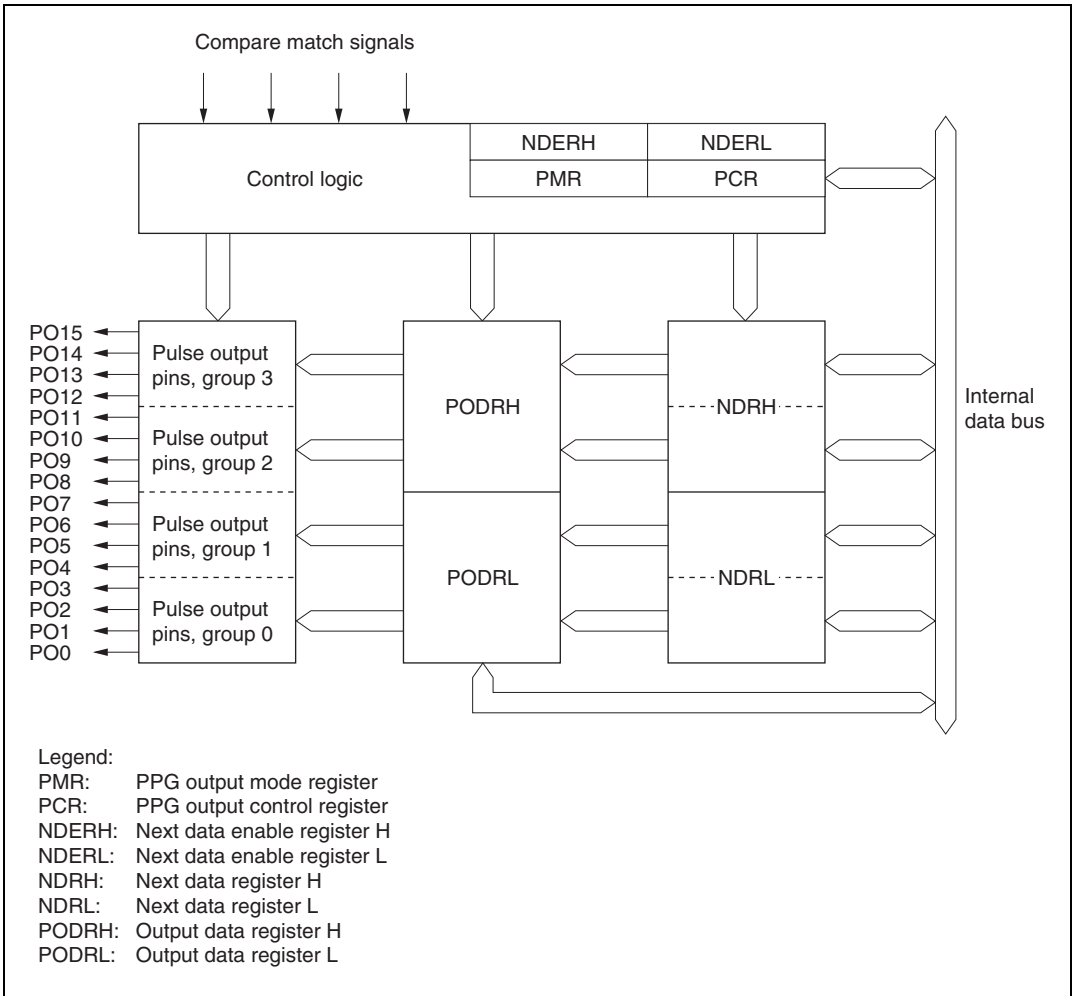 Compare match signals
NDERH
NDERL
Control logic
PMR
PCR
PO15
PO14
PO13
PO12
PO11
PO10
PO9
PO8
PO7
PO6
PO5
PO4
PO3
PO2
PO1
PO0
Pulse output
pins, group 3
Pulse output
pins, group 2
Pulse output
pins, group 1
Pulse output
pins, group 0
PODRH
PODRL
NDRH
NDRL
Internal
data bus
Legend:
PMR: PPG output mode register
PCR: PPG output control register
NDERH: Next data enable register H
NDERL: Next data enable register L
NDRH: Next data register H
NDRL: Next data register L
PODRH: Output data register H
PODRL: Output data register L